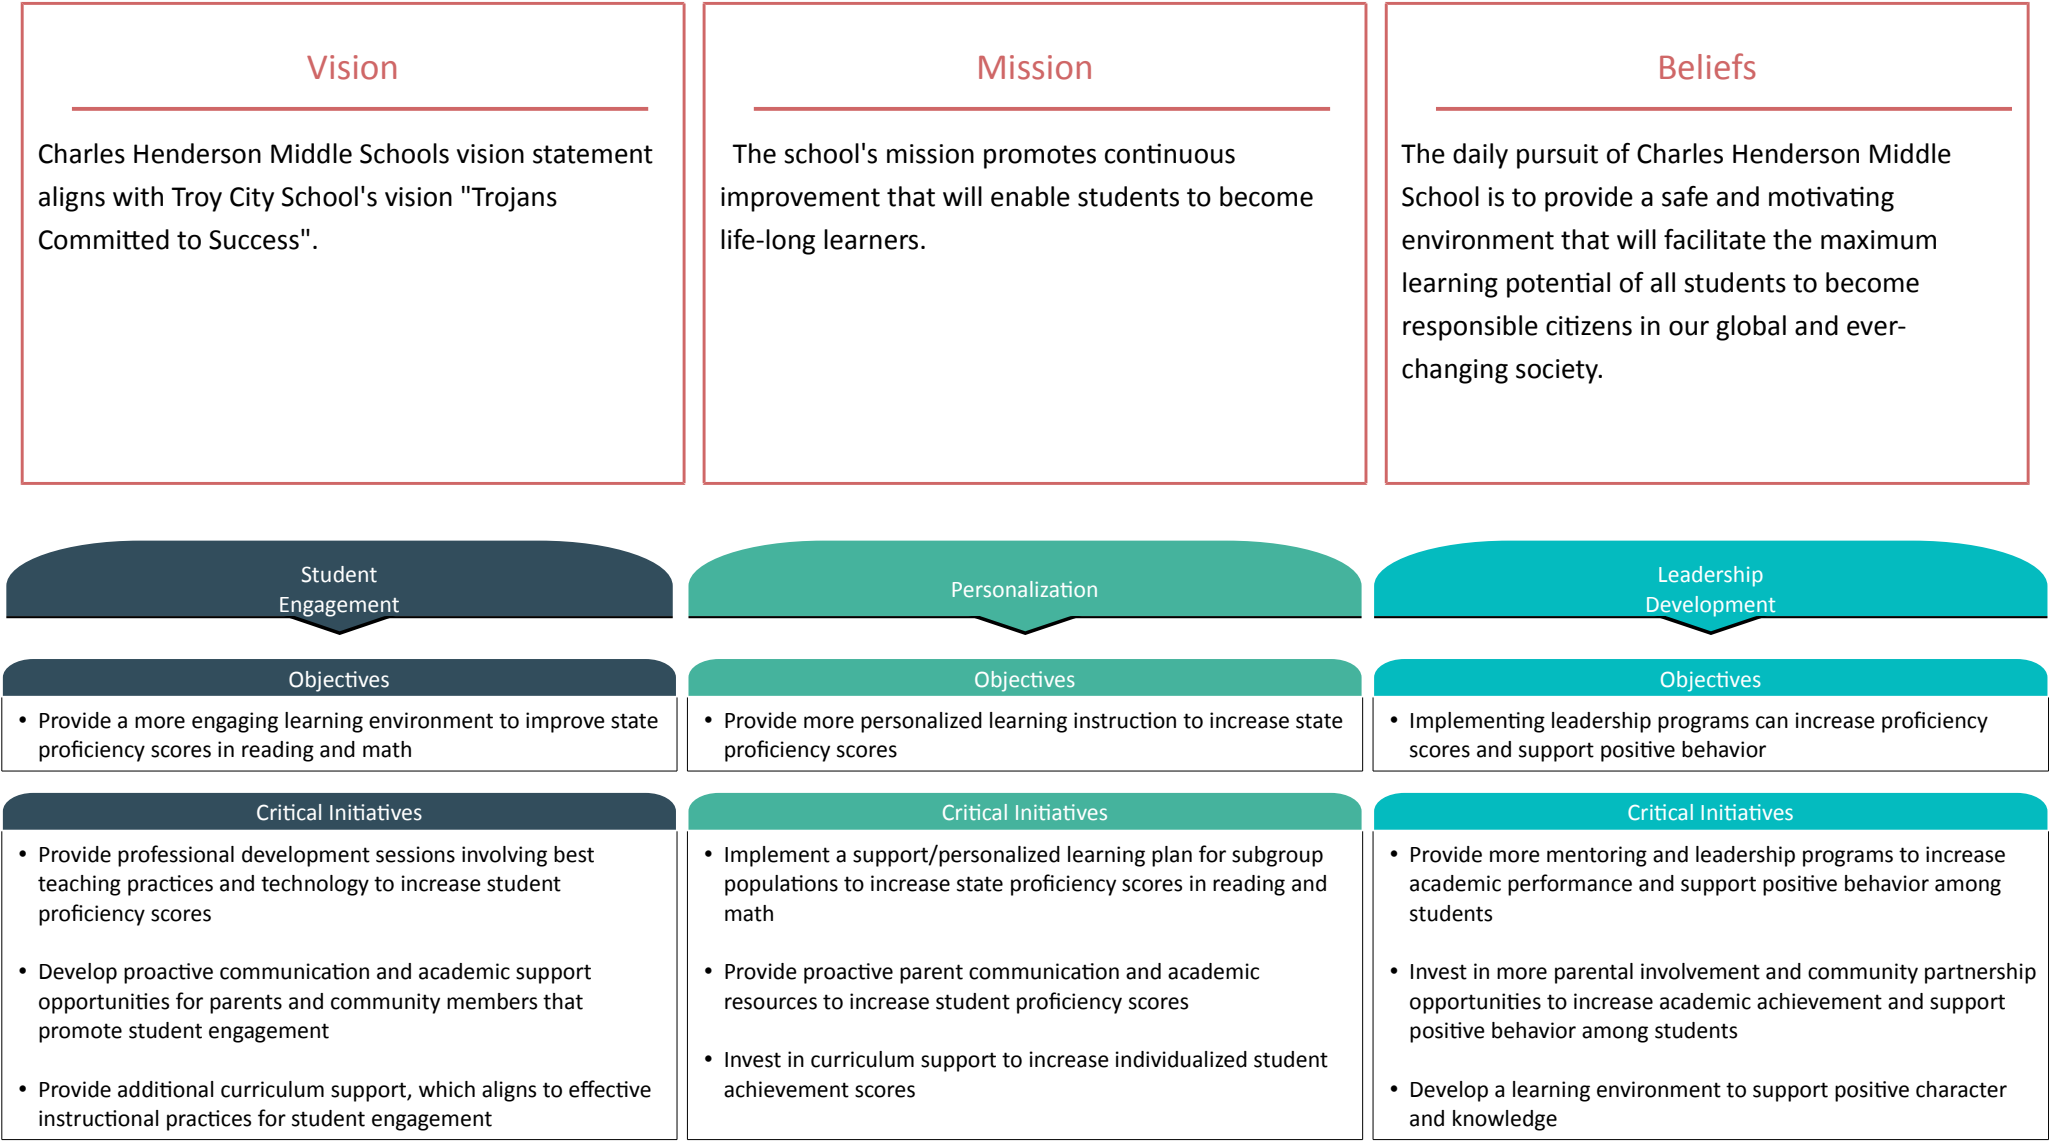 Vision
Charles Henderson Middle Schools vision statement
aligns with Troy City School's vision "Trojans
Committed to Success".
Mission
The school's mission promotes continuous
improvement that will enable students to become
life-long learners.
Beliefs
The daily pursuit of Charles Henderson Middle
School is to provide a safe and motivating
environment that will facilitate the maximum
learning potential of all students to become
responsible citizens in our global and ever-
changing society.
Student
Engagement
Objectives
• Provide a more engaging learning environment to improve state
proficiency scores in reading and math
Critical Initiatives
• Provide professional development sessions involving best
teaching practices and technology to increase student
proficiency scores
• Develop proactive communication and academic support
opportunities for parents and community members that
promote student engagement
• Provide additional curriculum support, which aligns to effective
instructional practices for student engagement
Personalization
Objectives
• Provide more personalized learning instruction to increase state
proficiency scores
Critical Initiatives
• Implement a support/personalized learning plan for subgroup
populations to increase state proficiency scores in reading and
math
• Provide proactive parent communication and academic
resources to increase student proficiency scores
• Invest in curriculum support to increase individualized student
achievement scores
Leadership
Development
Objectives
• Implementing leadership programs can increase proficiency
scores and support positive behavior
Critical Initiatives
• Provide more mentoring and leadership programs to increase
academic performance and support positive behavior among
students
• Invest in more parental involvement and community partnership
opportunities to increase academic achievement and support
positive behavior among students
• Develop a learning environment to support positive character
and knowledge